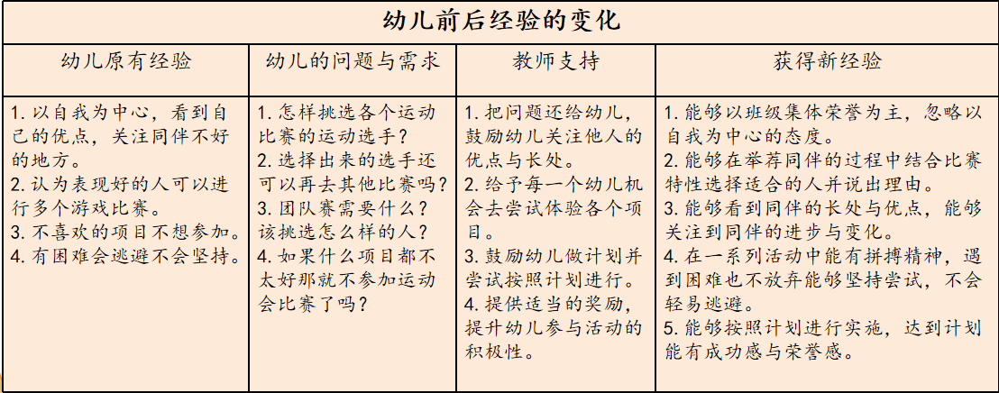 幼儿前后经验的变化
幼儿原有经验
幼儿的问题与需求
教师支持
获得新经验
1.以自我为中心，看到自
己的优点，关注同伴不好
的地方。
2.认为表现好的人可以进
行多个游戏比赛。
3.不喜欢的项目不想参加。
4.有困难会逃避不会坚持。
1.怎样挑选各个运动
比赛的运动选手？
2.选择出来的选手还
可以再去其他比赛吗？
3.团队赛需要什么？
该挑选怎么样的人？
4.如果什么项目都不
太好那就不参加运动
会比赛了吗？
1.把问题还给幼儿，
鼓励幼儿关注他人的
优点与长处。
2.给予每一个幼儿机
会去尝试体验各个项
目。
3.鼓励幼儿做计划并
尝试按照计划进行。
4.提供适当的奖励，
提升幼儿参与活动的
积极性。
1.能够以班级集体荣誉为主，忽略以
自我为中心的态度。
2.能够在举荐同伴的过程中结合比赛
特性选择适合的人并说出理由。
3.能够看到同伴的长处与优点，能够
关注到同伴的进步与变化。
4.在一系列活动中能有拼搏精神，遇
到困难也不放弃能够坚持尝试，不会
轻易逃避。
5.能够按照计划进行实施，达到计划
能有成功感与荣誉感。